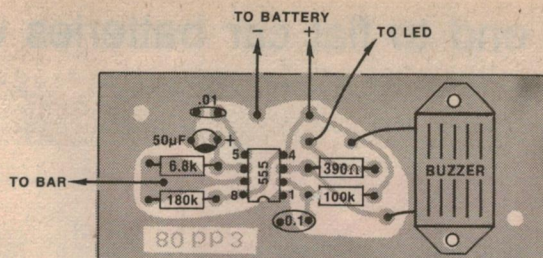 TO BATTERY
– +
TO LED
.01
50µF +
5 4
6.8k
555
390Ω
BUZZER
TO BAR
180k
8 1
100k
0.1
80 pp 3